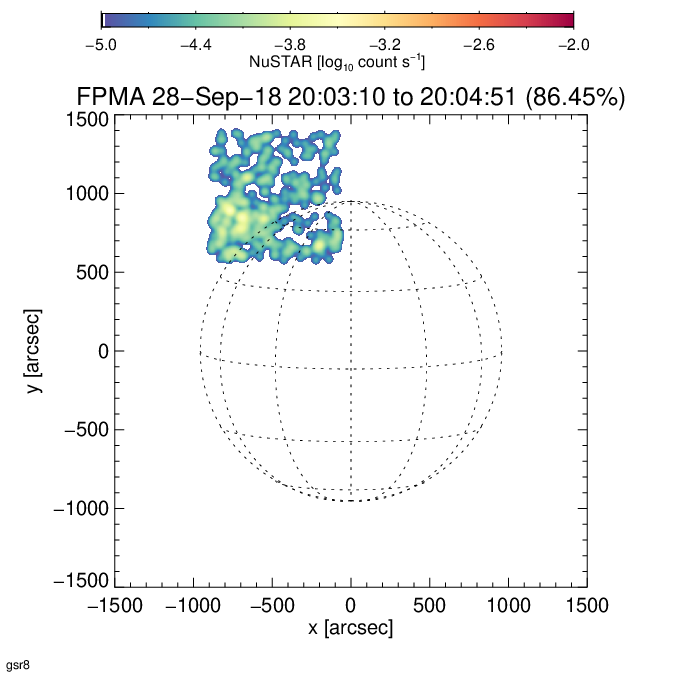 −5.0 −4.4 −3.8 −3.2 −2.6 −2.0
NuSTAR [log₁₀ count s⁻¹]
FPMA 28−Sep−18 20:03:10 to 20:04:51 (86.45%)
1500
1000
500
0
−500
−1000
−1500
y [arcsec]
−1500 −1000 −500 0 500 1000 1500
x [arcsec]
gsr8